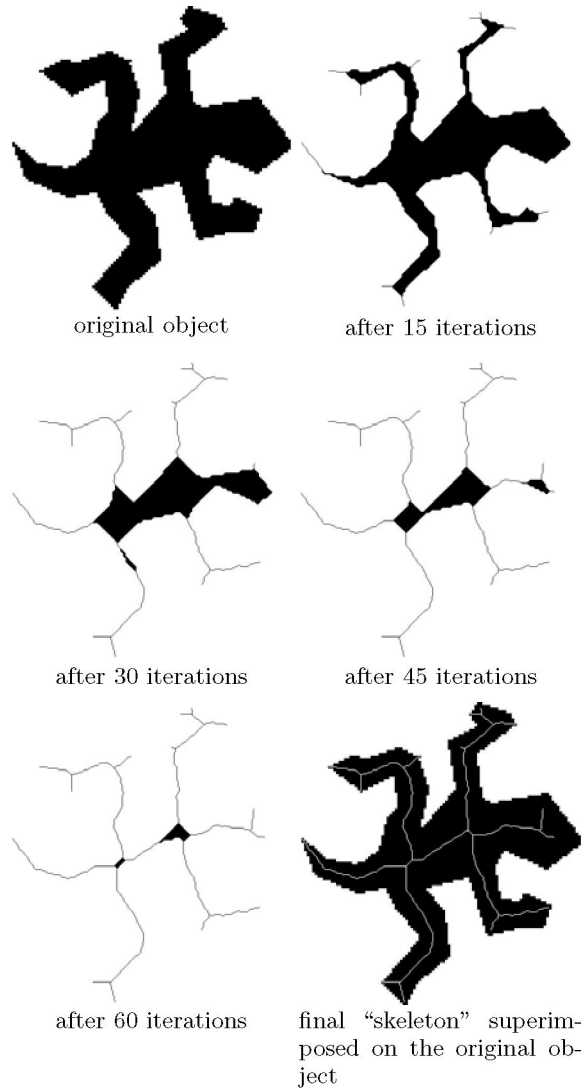 original object
after 15 iterations
after 30 iterations
after 45 iterations
after 60 iterations
final “skeleton” superim-
posed on the original ob-
ject